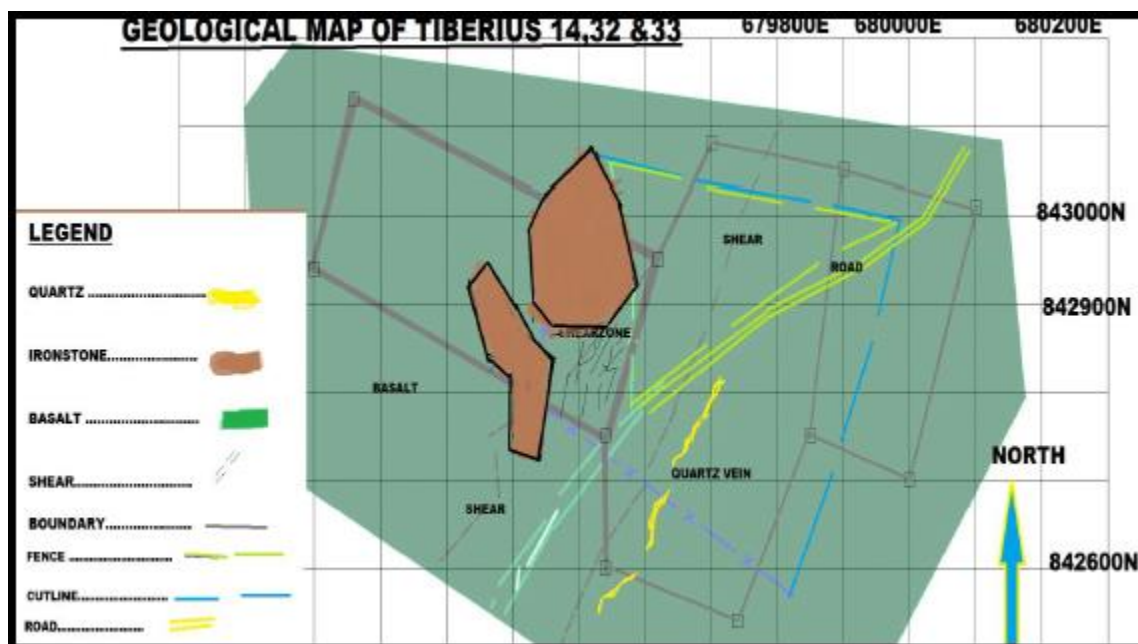 GEOLOGICAL MAP OF TIBERIUS 14,32 &33
679800E 680000E 680200E
843000N
SHEAR
ROAD
842900N
BASALT
QUARTZ VEIN
NORTH
SHEAR
842600N
LEGEND
QUARTZ ............................
IRONSTONE.......................
BASALT ............................
SHEAR..............................
BOUNDARY.......................
FENCE ..............................
CUTLINE............................
ROAD................................